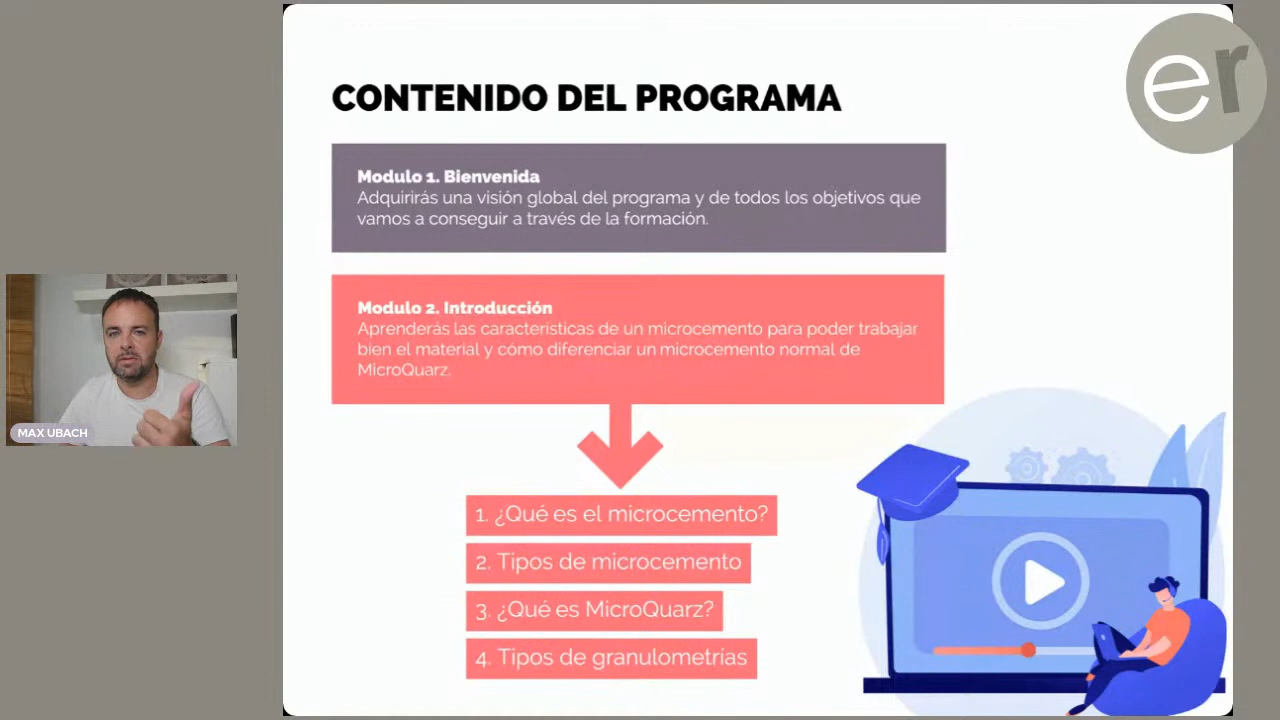 CONTENIDO DEL PROGRAMA
er
Modulo 1. Bienvenida
Adquirirás una visión global del programa y de todos los objetivos que
vamos a conseguir a través de la formación.
Modulo 2. Introducción
Aprenderás las características de un microcemento para poder trabajar
bien el material y cómo diferenciar un microcemento normal de
MicroQuarz.
MAX UBACH
1. ¿Qué es el microcemento?
2. Tipos de microcemento
3. ¿Qué es MicroQuarz?
4. Tipos de granulometrías